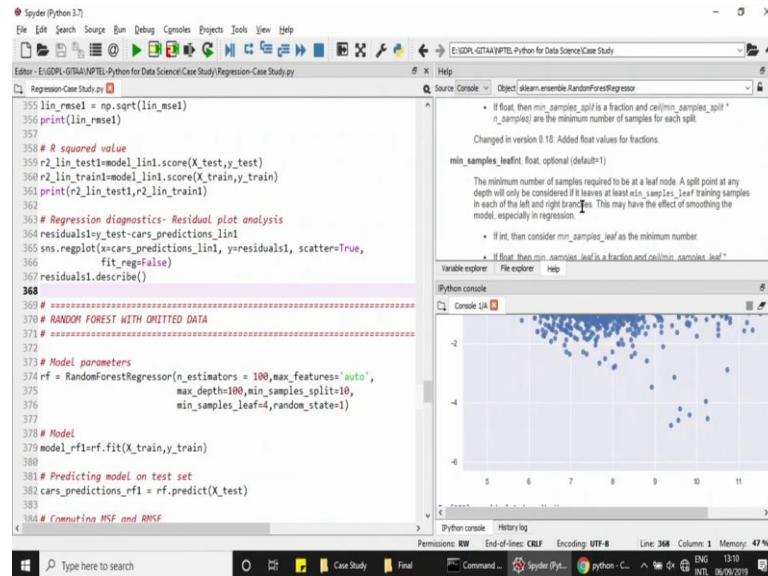 Spyder (Python 3.7)
File Edit Search Source Run Debug Consoles Projects Tools View Help
E:\GDPL-GITAA\NPTEL-Python for Data Science\Case Study
Editor - E:\GDPL-GITAA\NPTEL-Python for Data Science\Case Study\Regression-Case Study.py
Regression-Case Study.py
355 lin_rmse1 = np.sqrt(lin_mse1)
356 print(lin_rmse1)
357
358 # R squared value
359 r2_lin_test1=model_lin1.score(X_test,y_test)
360 r2_lin_train1=model_lin1.score(X_train,y_train)
361 print(r2_lin_test1,r2_lin_train1)
362
363 # Regression diagnostics- Residual plot analysis
364 residuals1=y_test-cars_predictions_lin1
365 sns.regplot(x=cars_predictions_lin1, y=residuals1, scatter=True,
366 fit_reg=False)
367 residuals1.describe()
368
369 # =============================================================
370 # RANDOM FOREST WITH OMITTED DATA
371 # =============================================================
372
373 # Model parameters
374 rf = RandomForestRegressor(n_estimators = 100,max_features='auto',
375 max_depth=100,min_samples_split=10,
376 min_samples_leaf=4,random_state=1)
377
378 # Model
379 model_rf1=rf.fit(X_train,y_train)
380
381 # Predicting model on test set
382 cars_predictions_rf1 = rf.predict(X_test)
383
384 # Computing MSE and RMSE
Help
Source Console Object sklearn.ensemble.RandomForestRegressor
• If float, then min_samples_split is a fraction and ceil(min_samples_split *
n_samples) are the minimum number of samples for each split.
Changed in version 0.18: Added float values for fractions.
min_samples_leafint, float, optional (default=1)
The minimum number of samples required to be at a leaf node. A split point at any
depth will only be considered if it leaves at least min_samples_leaf training samples
in each of the left and right branches. This may have the effect of smoothing the
model, especially in regression.
• If int, then consider min_samples_leaf as the minimum number.
• If float, then min_samples_leaf is a fraction and ceil(min_samples_leaf *
Variable explorer File explorer Help
IPython console
Console 1/A
-2
-4
-6
5 6 7 8 9 10 11
IPython console History log
Permissions: RW End-of-lines: CRLF Encoding: UTF-8 Line: 368 Column: 1 Memory: 47 %
Type here to search
Case Study
Final
Command ...
Spyder (Pyt...
python - C...
ENG
INTL
13:10
06/09/2019